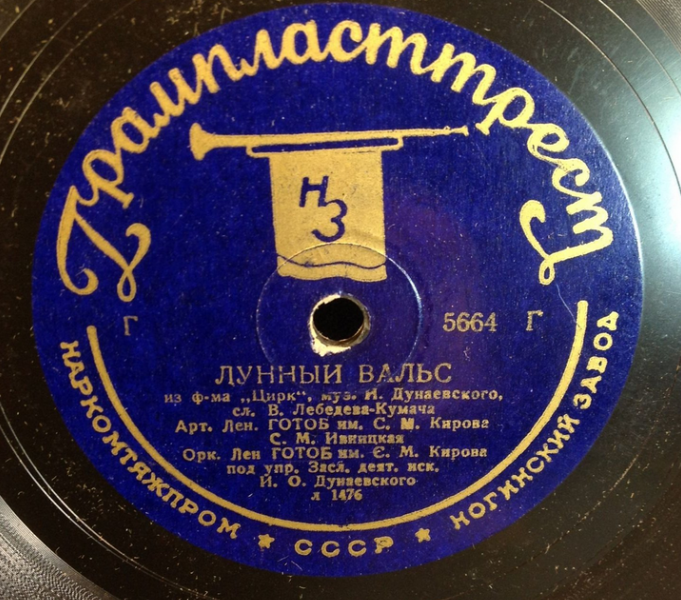 Грампласттрест
НЗ
Г 5664 Г
ЛУННЫЙ ВАЛЬС
из ф-ма „Цирк“, муз. И. Дунаевского,
сл. В. Лебедева-Кумача
Арт. Лен. ГОТОБ им. С. М. Кирова
С. М. Ивницкая
Орк. Лен ГОТОБ им. С. М. Кирова
под упр. Засл. деят. иск.
И. О. Дунаевского
л 1476
НАРКОМТЯЖПРОМ ★ СССР ★ НОГИНСКИЙ ЗАВОД